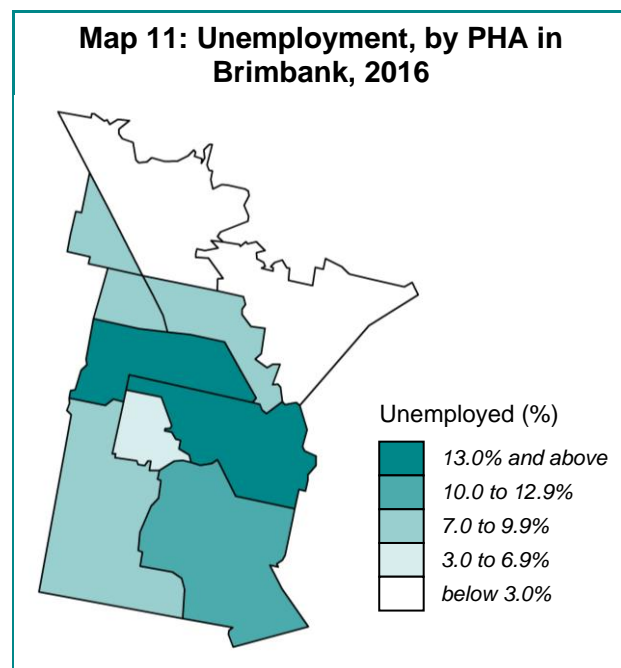 Map 11: Unemployment, by PHA in
Brimbank, 2016
Unemployed (%)
13.0% and above
10.0 to 12.9%
7.0 to 9.9%
3.0 to 6.9%
below 3.0%